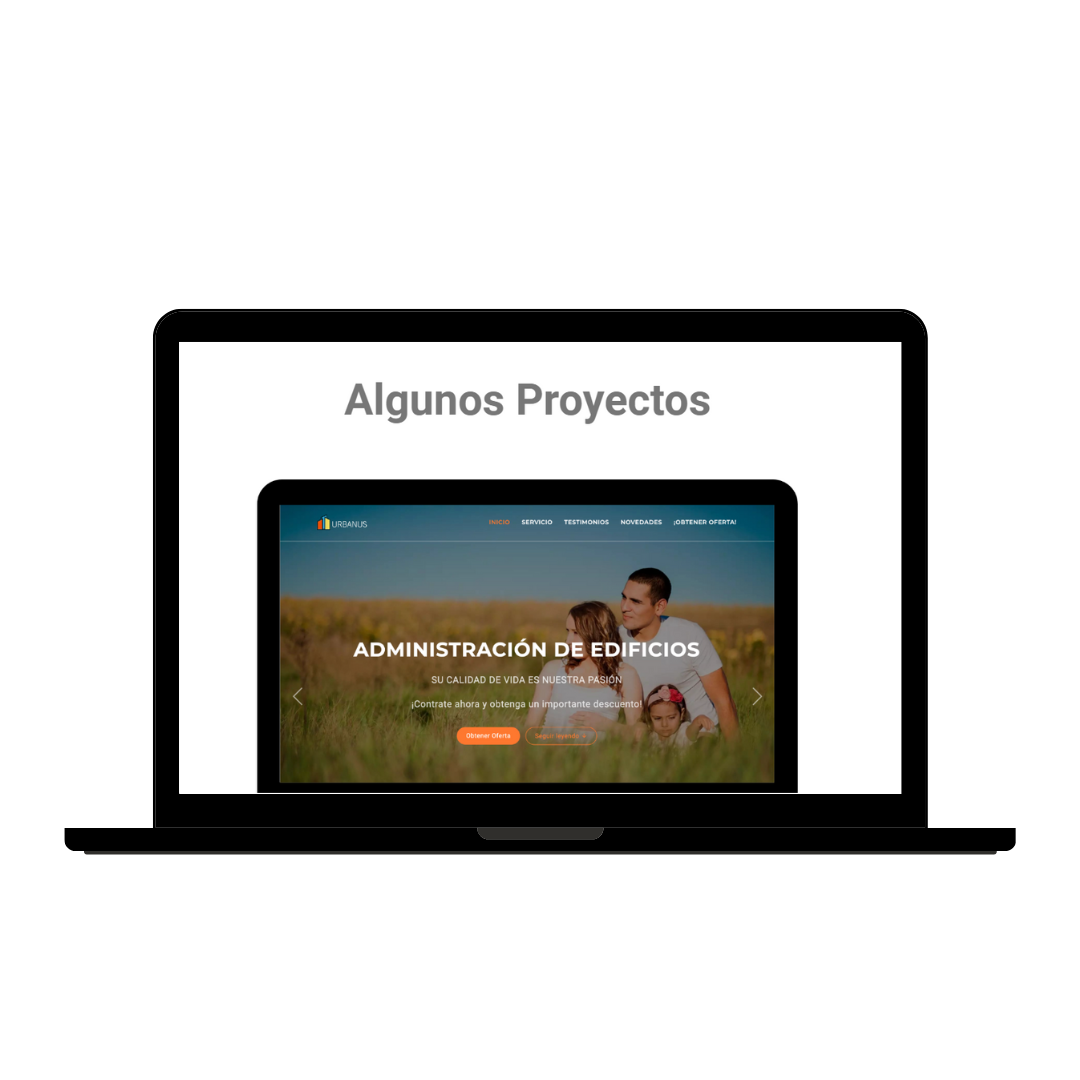 Algunos Proyectos
URBANUS
INICIO SERVICIO TESTIMONIOS NOVEDADES ¡OBTENER OFERTA!
ADMINISTRACIÓN DE EDIFICIOS
SU CALIDAD DE VIDA ES NUESTRA PASIÓN
¡Contrate ahora y obtenga un importante descuento!
Obtener Oferta Seguir leyendo